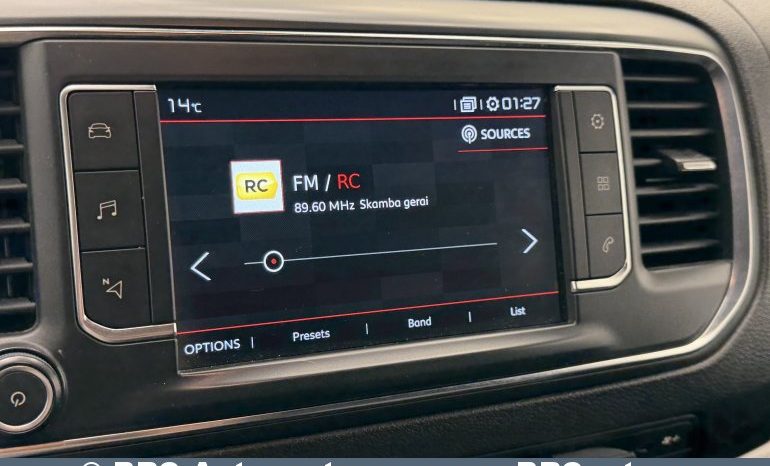 14°C
01:27
SOURCES
RC
FM / RC
89.60 MHz Skamba gerai
OPTIONS | Presets | Band | List
N